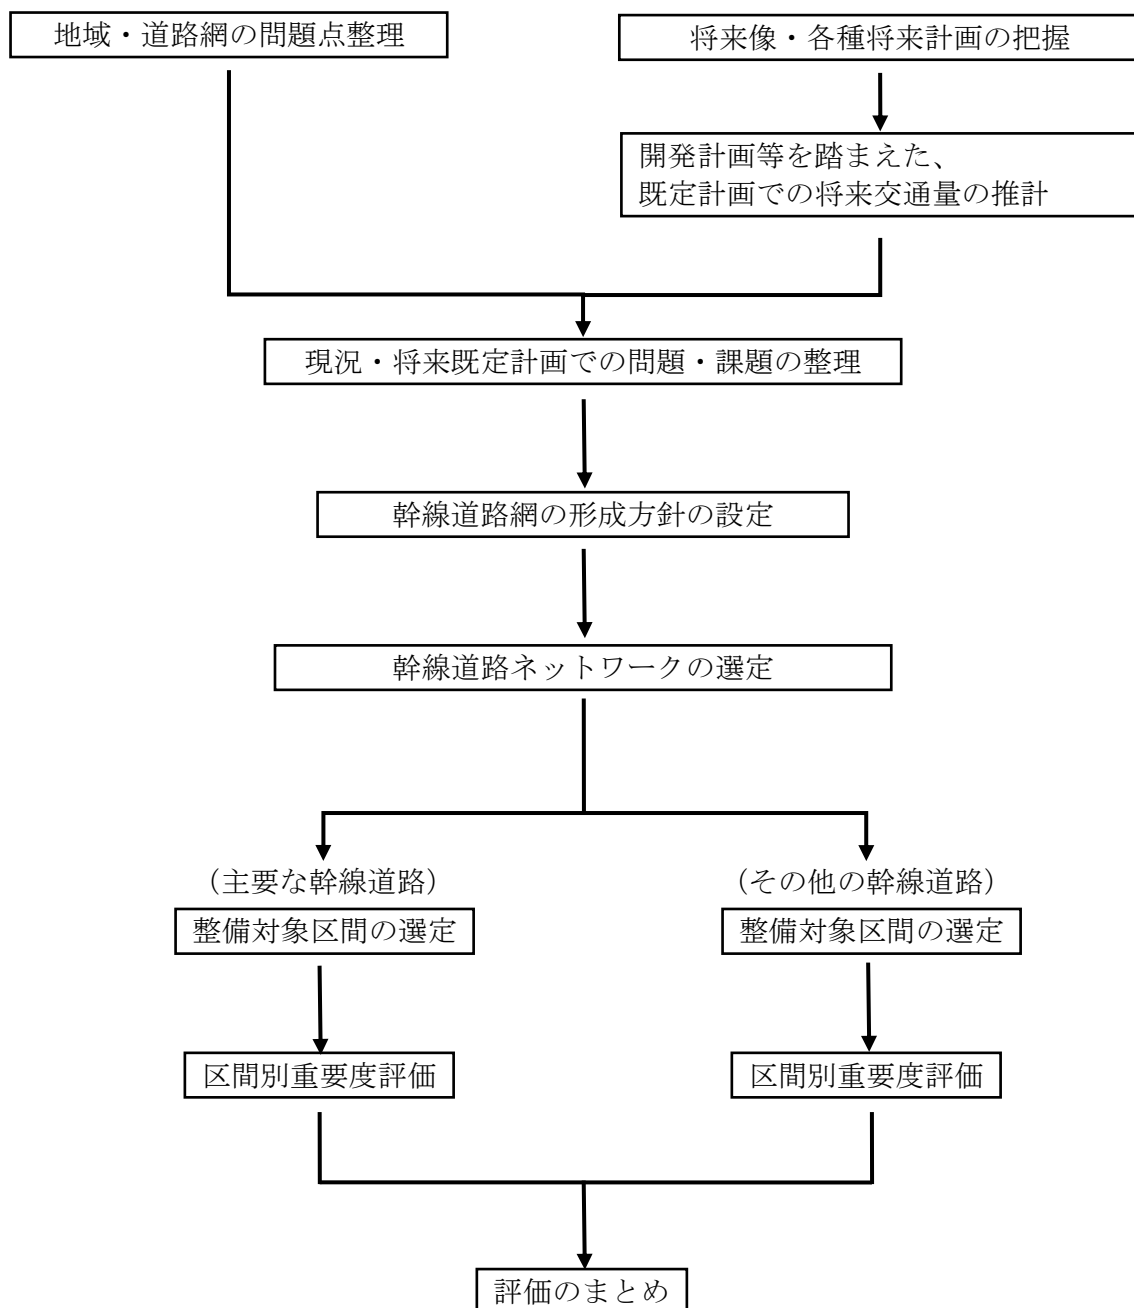 地域・道路網の問題点整理
将来像・各種将来計画の把握
開発計画等を踏まえた、
既定計画での将来交通量の推計
現況・将来既定計画での問題・課題の整理
幹線道路網の形成方針の設定
幹線道路ネットワークの選定
（主要な幹線道路）
（その他の幹線道路）
整備対象区間の選定
整備対象区間の選定
区間別重要度評価
区間別重要度評価
評価のまとめ